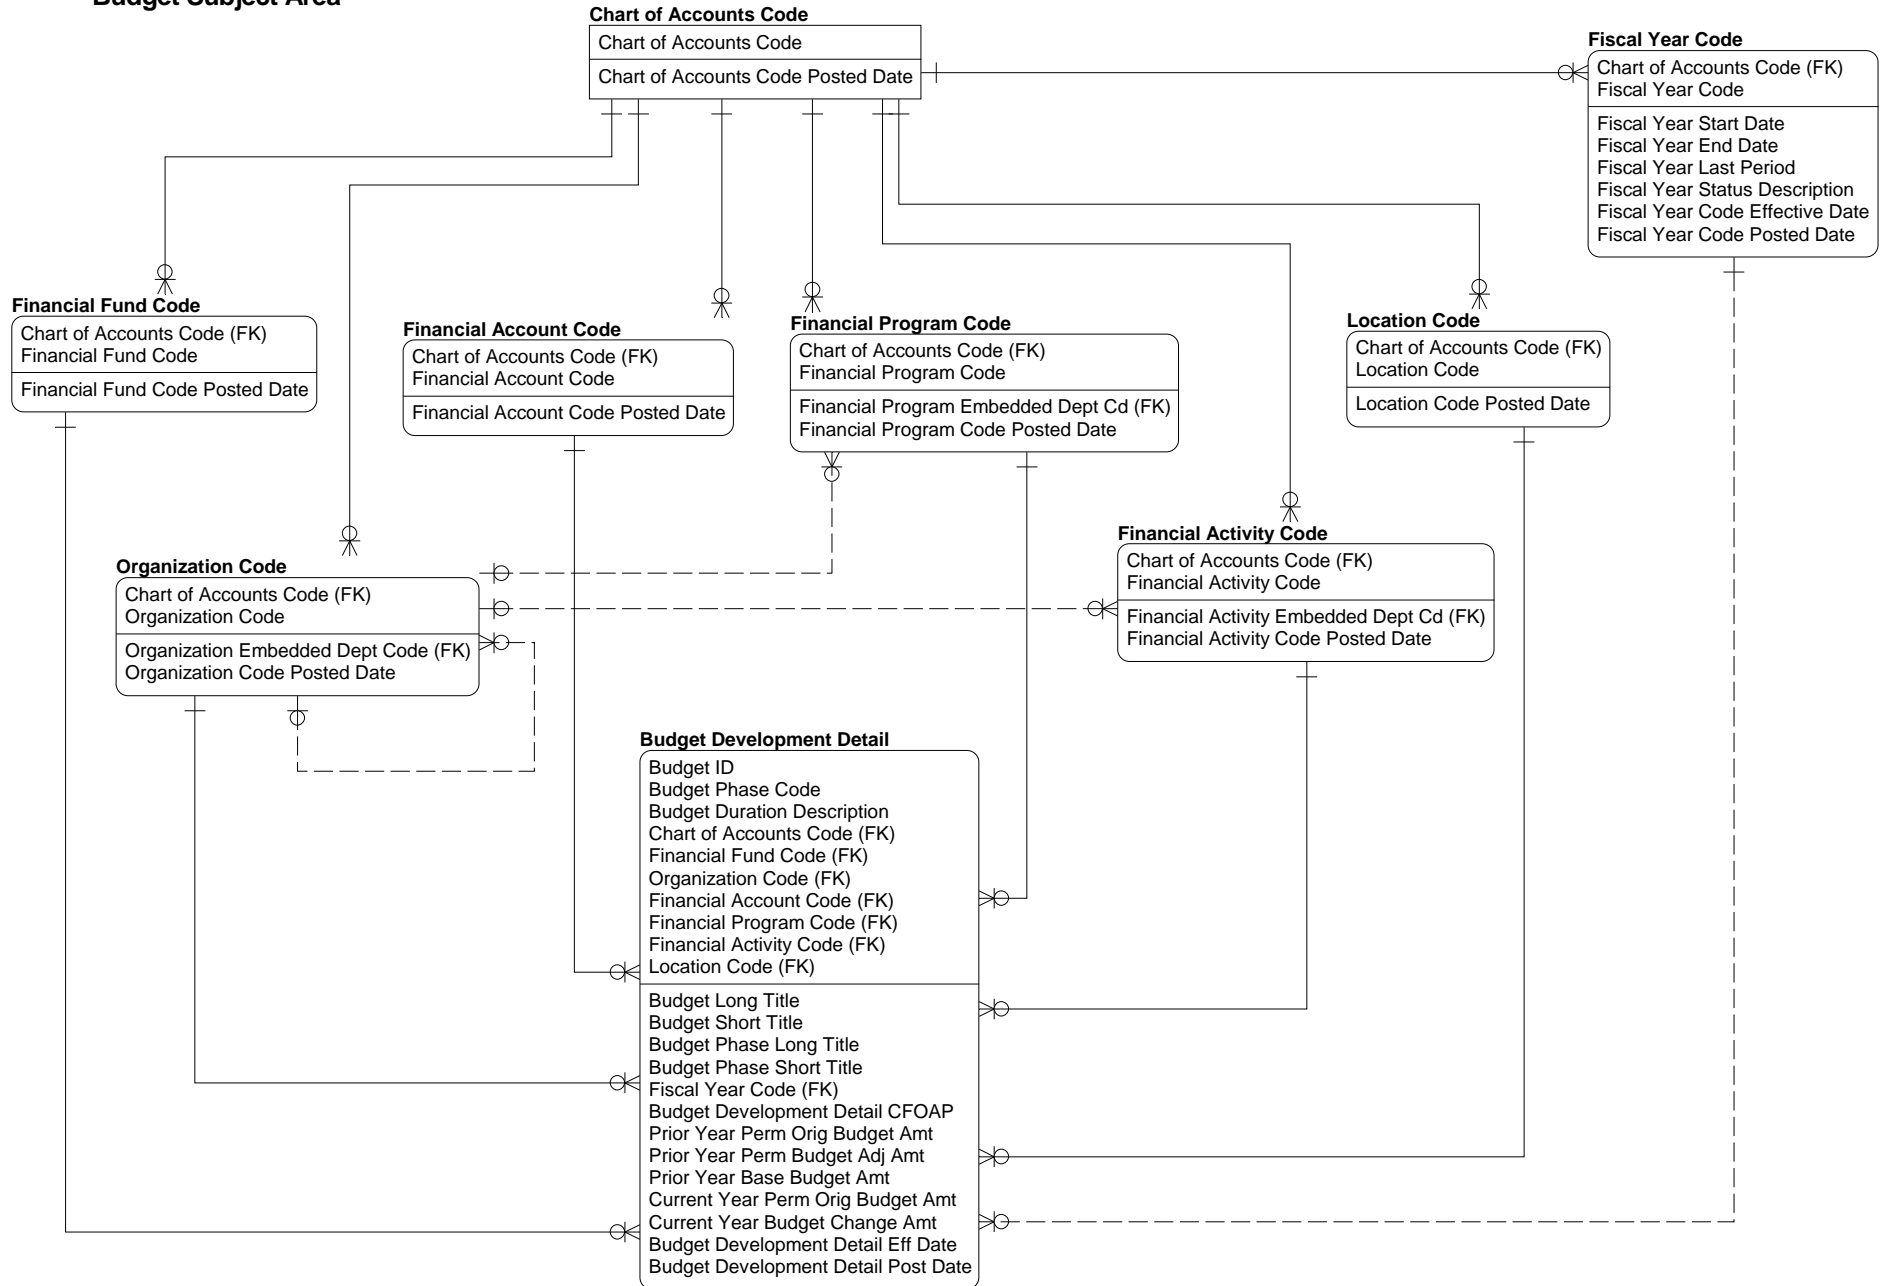 Budget Subject Area
Chart of Accounts Code
Chart of Accounts Code
Chart of Accounts Code Posted Date
Fiscal Year Code
Chart of Accounts Code (FK)
Fiscal Year Code
Fiscal Year Start Date
Fiscal Year End Date
Fiscal Year Last Period
Fiscal Year Status Description
Fiscal Year Code Effective Date
Fiscal Year Code Posted Date
Financial Fund Code
Chart of Accounts Code (FK)
Financial Fund Code
Financial Fund Code Posted Date
Financial Account Code
Chart of Accounts Code (FK)
Financial Account Code
Financial Account Code Posted Date
Financial Program Code
Chart of Accounts Code (FK)
Financial Program Code
Financial Program Embedded Dept Cd (FK)
Financial Program Code Posted Date
Location Code
Chart of Accounts Code (FK)
Location Code
Location Code Posted Date
Organization Code
Chart of Accounts Code (FK)
Organization Code
Organization Embedded Dept Code (FK)
Organization Code Posted Date
Financial Activity Code
Chart of Accounts Code (FK)
Financial Activity Code
Financial Activity Embedded Dept Cd (FK)
Financial Activity Code Posted Date
Budget Development Detail
Budget ID
Budget Phase Code
Budget Duration Description
Chart of Accounts Code (FK)
Financial Fund Code (FK)
Organization Code (FK)
Financial Account Code (FK)
Financial Program Code (FK)
Financial Activity Code (FK)
Location Code (FK)
Budget Long Title
Budget Short Title
Budget Phase Long Title
Budget Phase Short Title
Fiscal Year Code (FK)
Budget Development Detail CFOAP
Prior Year Perm Orig Budget Amt
Prior Year Perm Budget Adj Amt
Prior Year Base Budget Amt
Current Year Perm Orig Budget Amt
Current Year Budget Change Amt
Budget Development Detail Eff Date
Budget Development Detail Post Date